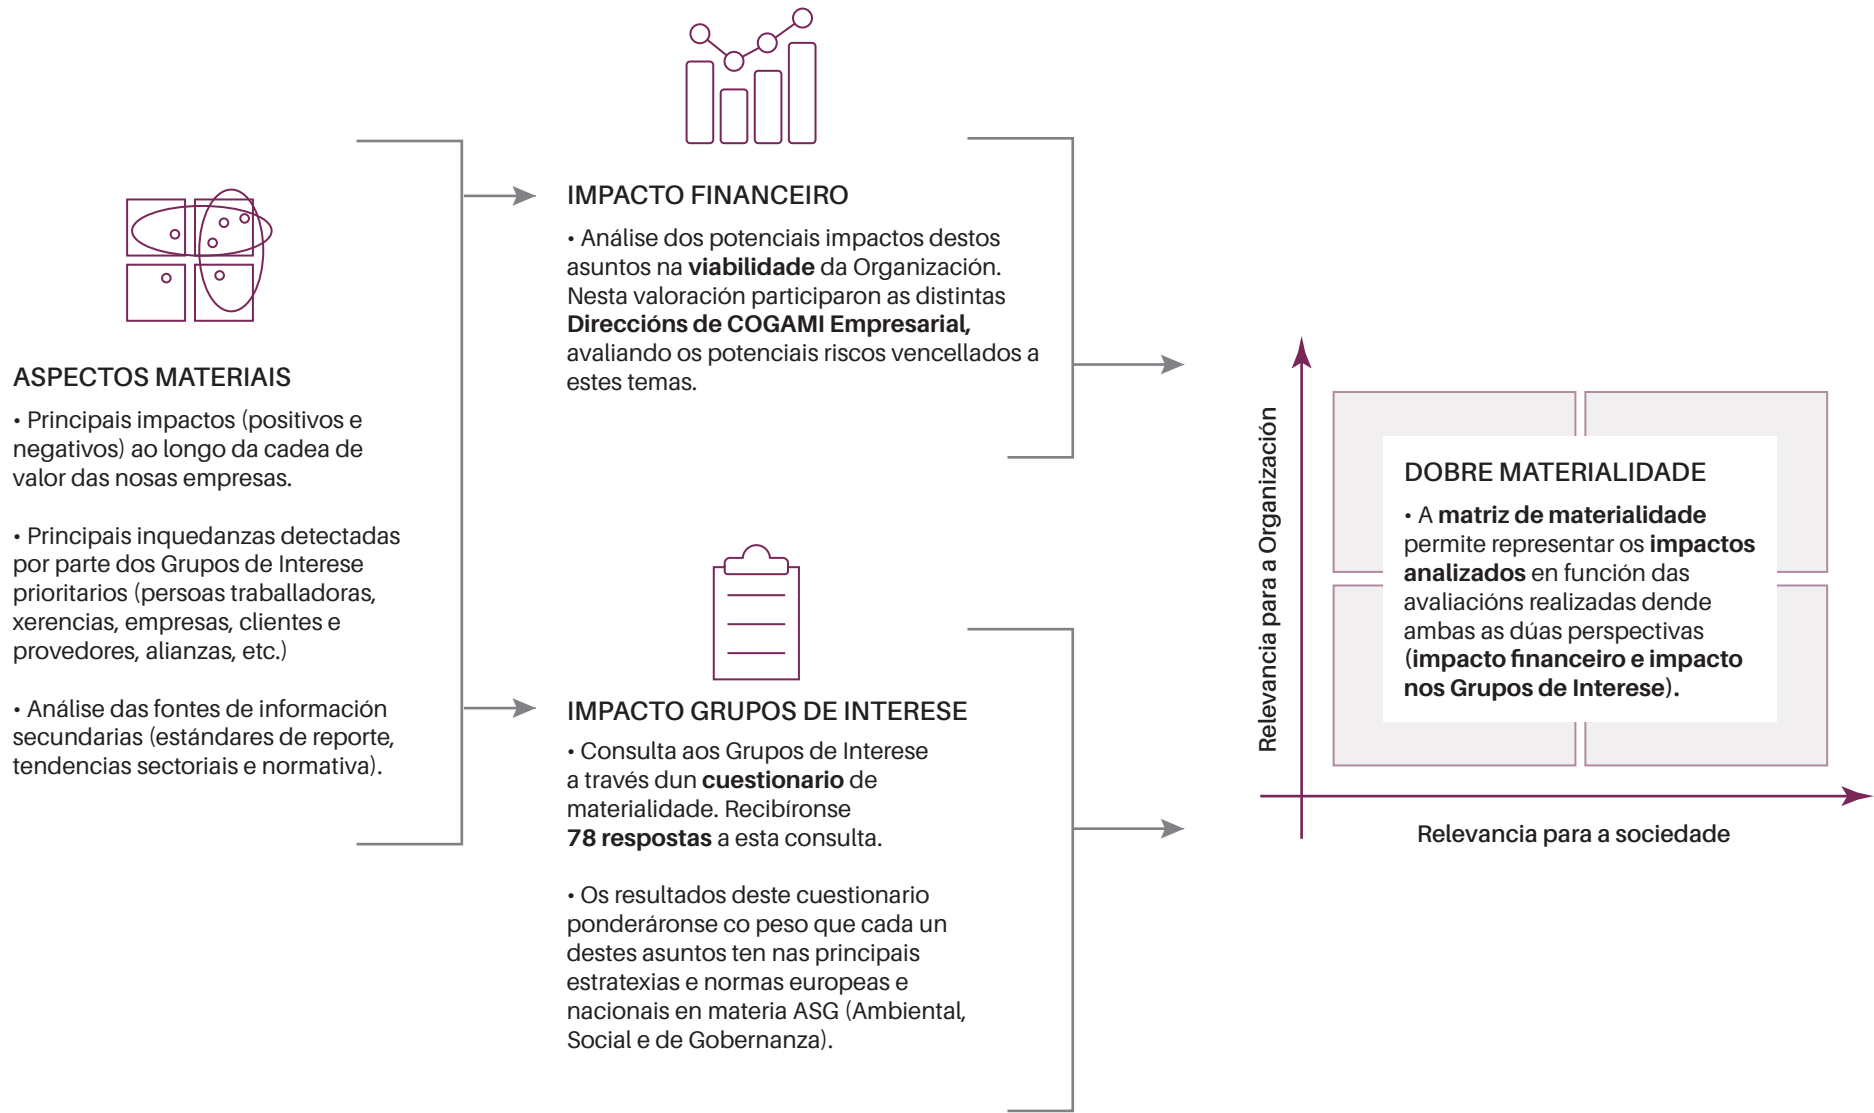 ASPECTOS MATERIAIS
• Principais impactos (positivos e
negativos) ao longo da cadea de
valor das nosas empresas.
• Principais inquedanzas detectadas
por parte dos Grupos de Interese
prioritarios (persoas traballadoras,
xerencias, empresas, clientes e
provedores, alianzas, etc.)
• Análise das fontes de información
secundarias (estándares de reporte,
tendencias sectoriais e normativa).
IMPACTO FINANCEIRO
• Análise dos potenciais impactos destos
asuntos na viabilidade da Organización.
Nesta valoración participaron as distintas
Direccións de COGAMI Empresarial,
avaliando os potenciais riscos vencellados a
estes temas.
IMPACTO GRUPOS DE INTERESE
• Consulta aos Grupos de Interese
a través dun cuestionario de
materialidade. Recibíronse
78 respostas a esta consulta.
• Os resultados deste cuestionario
ponderáronse co peso que cada un
destes asuntos ten nas principais
estratexias e normas europeas e
nacionais en materia ASG (Ambiental,
Social e de Gobernanza).
Relevancia para a Organización
DOBRE MATERIALIDADE
• A matriz de materialidade
permite representar os impactos
analizados en función das
avaliacións realizadas dende
ambas as dúas perspectivas
(impacto financeiro e impacto
nos Grupos de Interese).
Relevancia para a sociedade